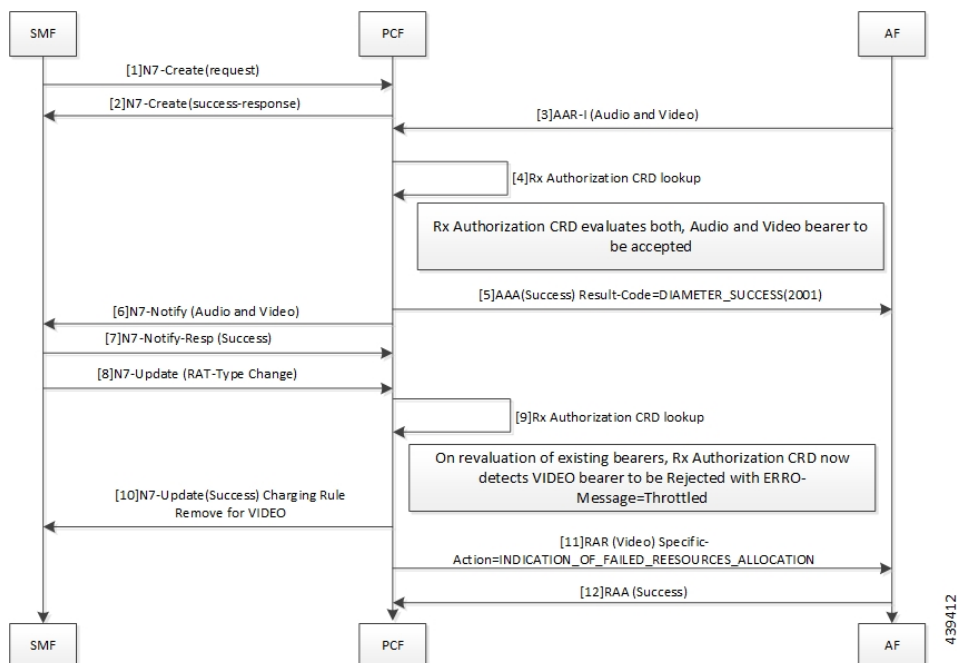 SMF
PCF
AF
[1]N7-Create(request)
[2]N7-Create(success-response)
[3]AAR-I (Audio and Video)
[4]Rx Authorization CRD lookup
Rx Authorization CRD evaluates both, Audio and Video bearer to
be accepted
[5]AAA(Success) Result-Code=DIAMETER_SUCCESS(2001)
[6]N7-Notify (Audio and Video)
[7]N7-Notify-Resp (Success)
[8]N7-Update (RAT-Type Change)
[9]Rx Authorization CRD lookup
On revaluation of existing bearers, Rx Authorization CRD now
detects VIDEO bearer to be Rejected with ERRO-
Message=Throttled
[10]N7-Update(Success) Charging Rule
Remove for VIDEO
[11]RAR (Video) Specific-
Action=INDICATION_OF_FAILED_REESOURCES_ALLOCATION
[12]RAA (Success)
SMF
PCF
AF
439412